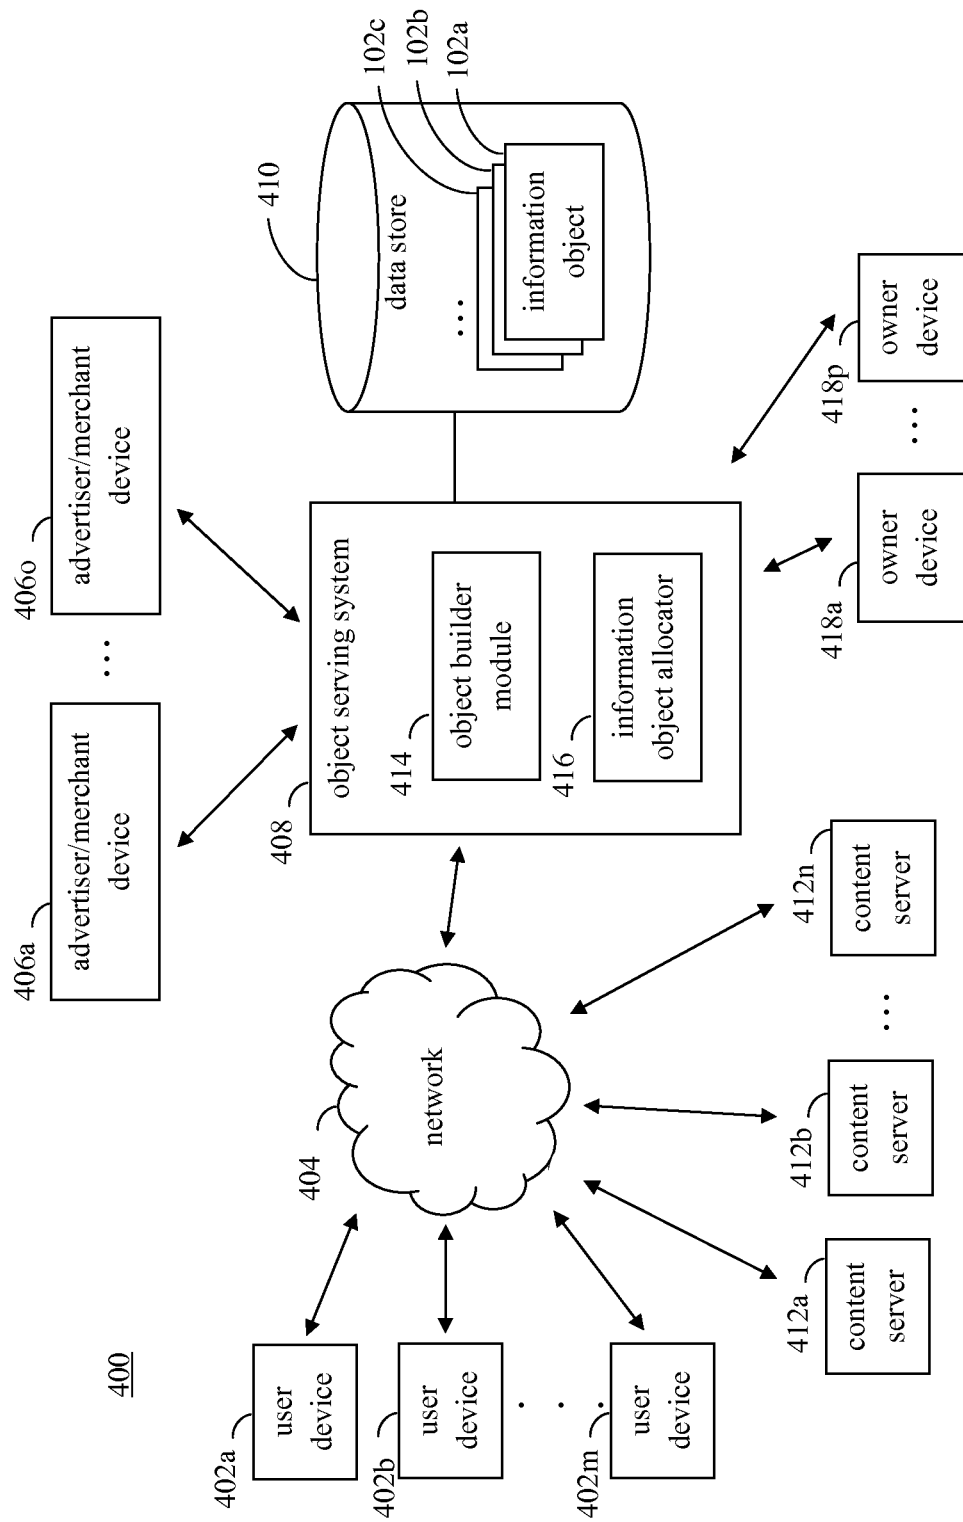 400
406a
advertiser/merchant
device
...
406o
advertiser/merchant
device
402a
user
device
402b
user
device
. . .
402m
user
device
404
network
408
object serving system
414
object builder
module
416
information
object allocator
410
data store
...
102c
102b
102a
information
object
412a
content
server
412b
content
server
...
412n
content
server
418a
owner
device
...
418p
owner
device